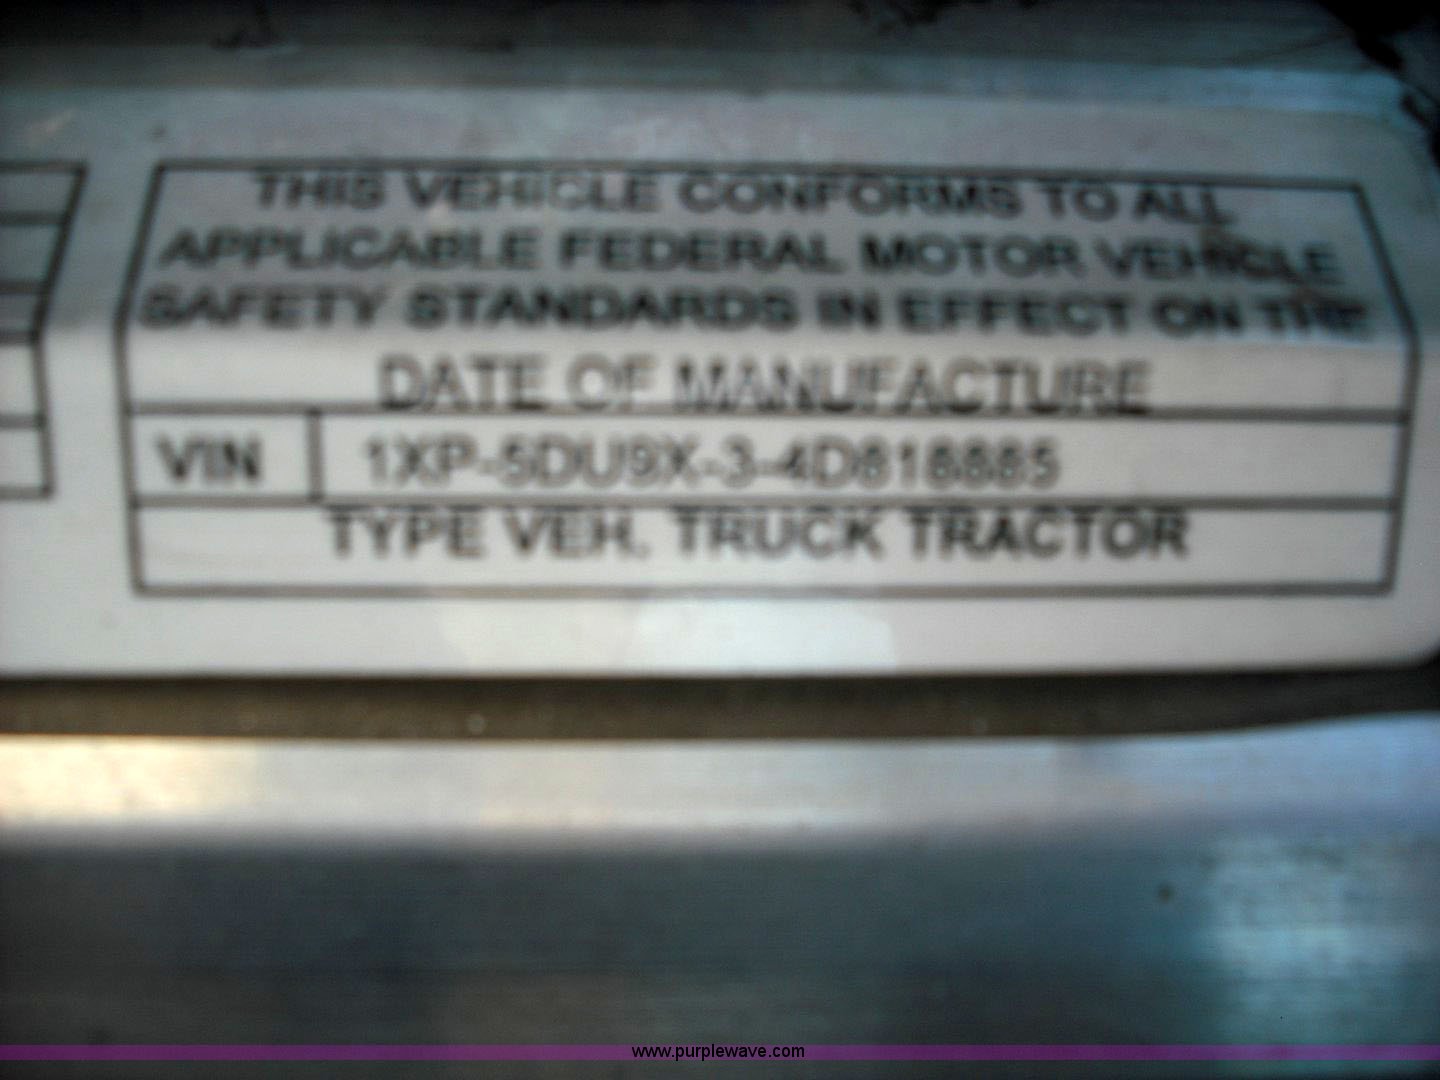 THIS VEHICLE CONFORMS TO ALL
APPLICABLE FEDERAL MOTOR VEHICLE
SAFETY STANDARDS IN EFFECT ON THE
DATE OF MANUFACTURE
VIN 1XP-5DU9X-3-4D818885
TYPE VEH. TRUCK TRACTOR
www.purplewave.com